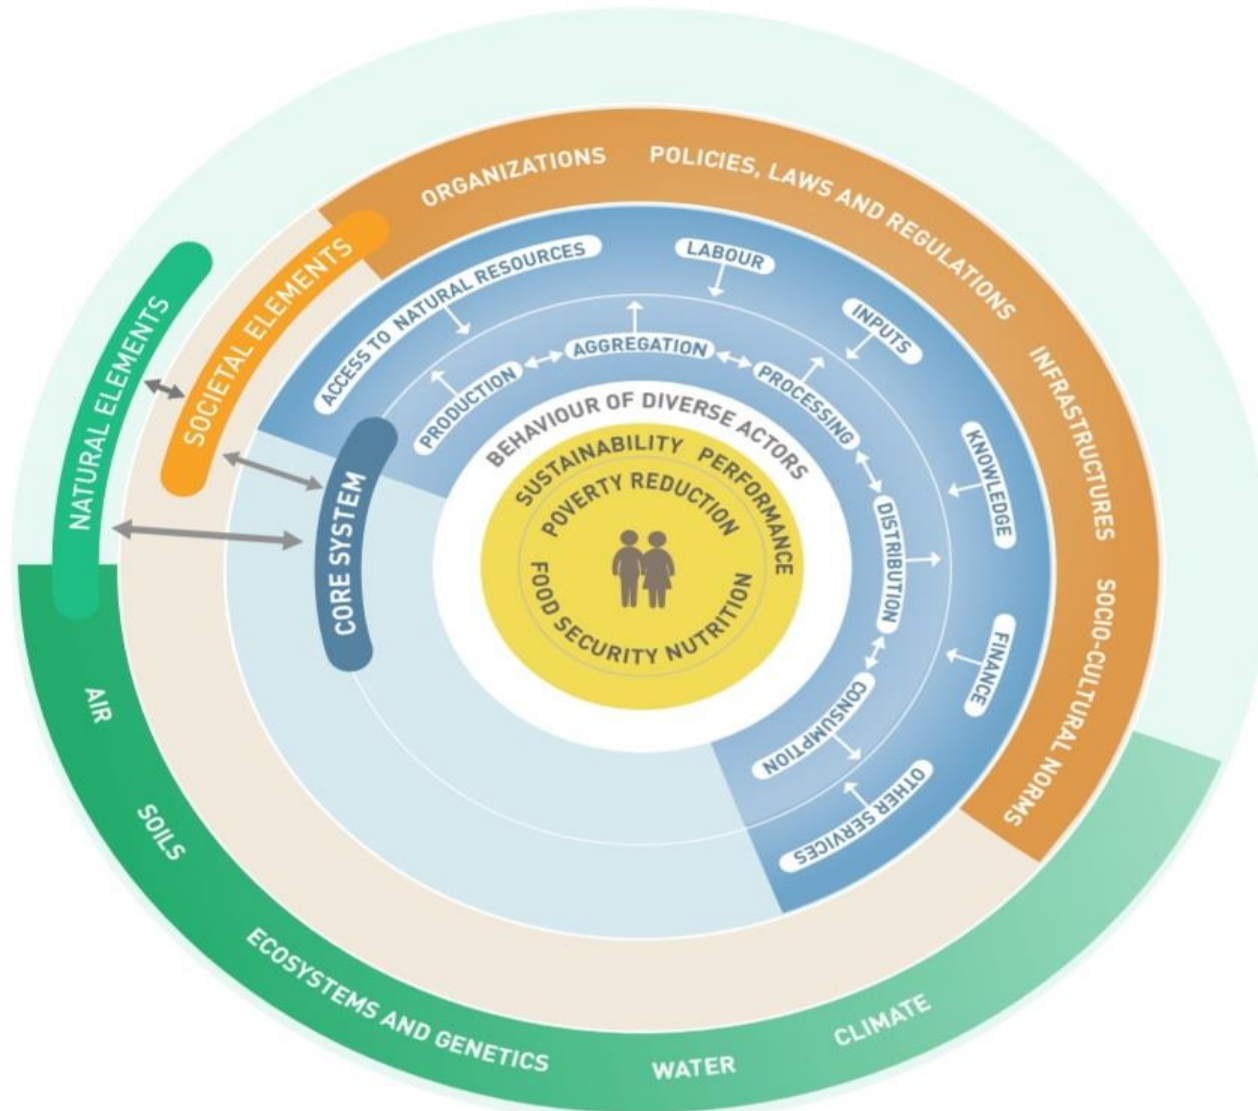 ORGANIZATIONS
POLICIES, LAWS AND REGULATIONS
INFRASTRUCTURES
SOCIO-CULTURAL NORMS
SOCIETAL ELEMENTS
NATURAL ELEMENTS
CORE SYSTEM
ACCESS TO NATURAL RESOURCES
LABOUR
INPUTS
KNOWLEDGE
FINANCE
OTHER SERVICES
PRODUCTION
AGGREGATION
PROCESSING
DISTRIBUTION
CONSUMPTION
BEHAVIOUR OF DIVERSE ACTORS
SUSTAINABILITY PERFORMANCE
POVERTY REDUCTION
FOOD SECURITY NUTRITION
AIR
SOILS
ECOSYSTEMS AND GENETICS
WATER
CLIMATE